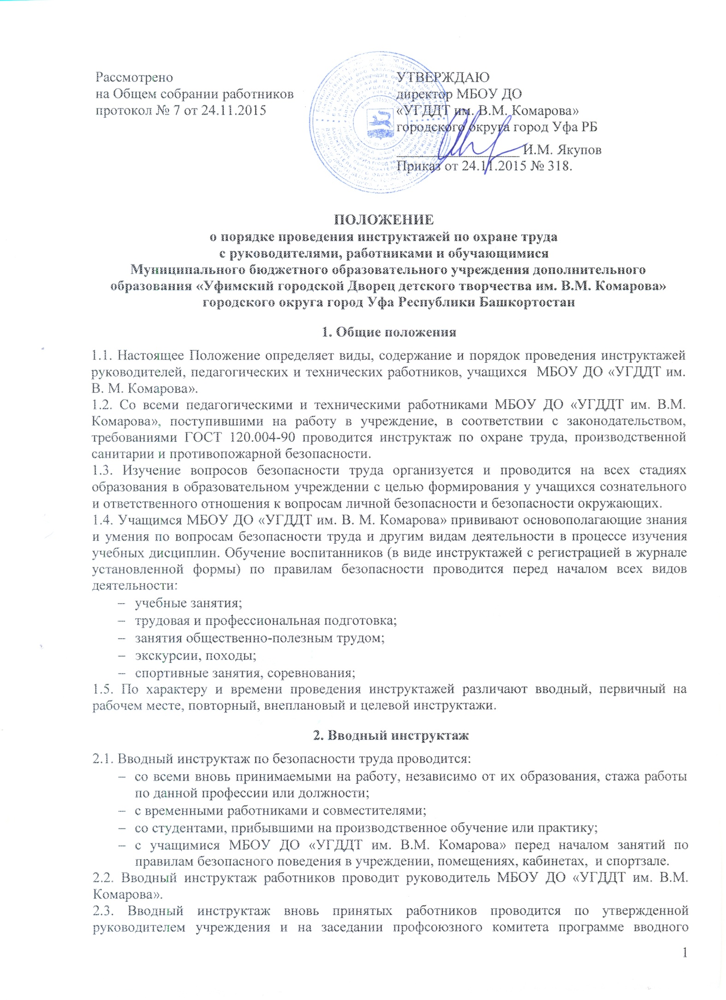 Рассмотрено
на Общем собрании работников
протокол № 7 от 24.11.2015
УТВЕРЖДАЮ
директор МБОУ ДО
«УГДДТ им. В.М. Комарова»
городского округа город Уфа РБ
И.М. Якупов
Приказ от 24.11.2015 № 318.
ПОЛОЖЕНИЕ
о порядке проведения инструктажей по охране труда
с руководителями, работниками и обучающимися
Муниципального бюджетного образовательного учреждения дополнительного
образования «Уфимский городской Дворец детского творчества им. В.М. Комарова»
городского округа город Уфа Республики Башкортостан
1. Общие положения
1.1. Настоящее Положение определяет виды, содержание и порядок проведения инструктажей
руководителей, педагогических и технических работников, учащихся МБОУ ДО «УГДДТ им.
В. М. Комарова».
1.2. Со всеми педагогическими и техническими работниками МБОУ ДО «УГДДТ им. В.М.
Комарова», поступившими на работу в учреждение, в соответствии с законодательством,
требованиями ГОСТ 120.004-90 проводится инструктаж по охране труда, производственной
санитарии и противопожарной безопасности.
1.3. Изучение вопросов безопасности труда организуется и проводится на всех стадиях
образования в образовательном учреждении с целью формирования у учащихся сознательного
и ответственного отношения к вопросам личной безопасности и безопасности окружающих.
1.4. Учащимся МБОУ ДО «УГДДТ им. В. М. Комарова» прививают основополагающие знания
и умения по вопросам безопасности труда и другим видам деятельности в процессе изучения
учебных дисциплин. Обучение воспитанников (в виде инструктажей с регистрацией в журнале
установленной формы) по правилам безопасности проводится перед началом всех видов
деятельности:
– учебные занятия;
– трудовая и профессиональная подготовка;
– занятия общественно-полезным трудом;
– экскурсии, походы;
– спортивные занятия, соревнования;
1.5. По характеру и времени проведения инструктажей различают вводный, первичный на
рабочем месте, повторный, внеплановый и целевой инструктажи.
2. Вводный инструктаж
2.1. Вводный инструктаж по безопасности труда проводится:
– со всеми вновь принимаемыми на работу, независимо от их образования, стажа работы
по данной профессии или должности;
– с временными работниками и совместителями;
– со студентами, прибывшими на производственное обучение или практику;
– с учащимися МБОУ ДО «УГДДТ им. В.М. Комарова» перед началом занятий по
правилам безопасного поведения в учреждении, помещениях, кабинетах, и спортзале.
2.2. Вводный инструктаж работников проводит руководитель МБОУ ДО «УГДДТ им. В.М.
Комарова».
2.3. Вводный инструктаж вновь принятых работников проводится по утвержденной
руководителем учреждения и на заседании профсоюзного комитета программе вводного
1